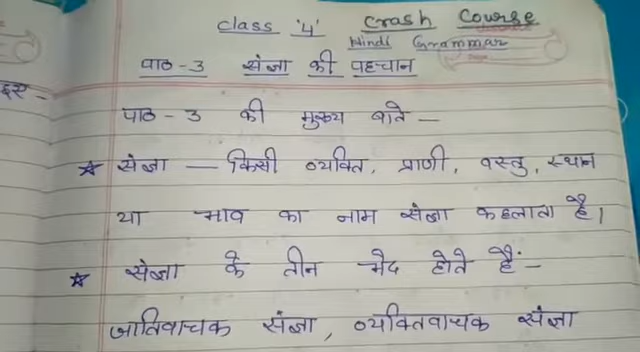 class '4' Crash Course
Hindi Grammar
पाठ - 3 संज्ञा की पहचान
पाठ - 3 की मुख्य बाते —
★ संज्ञा — किसी व्यक्ति, प्राणी, वस्तु, स्थान
या भाव का नाम संज्ञा कहलाता है।
★ संज्ञा के तीन भेद होते हैं -
जातिवाचक संज्ञा, व्यक्तिवाचक संज्ञा